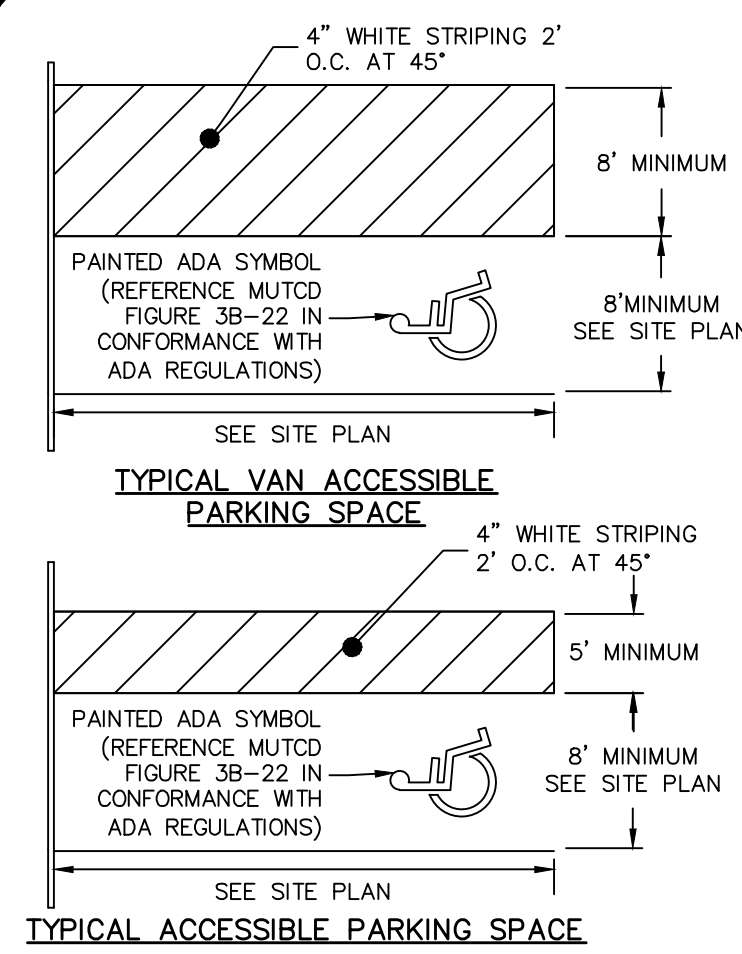 4" WHITE STRIPING 2'
O.C. AT 45°
8' MINIMUM
PAINTED ADA SYMBOL
(REFERENCE MUTCD
FIGURE 3B-22 IN
CONFORMANCE WITH
ADA REGULATIONS)
8'MINIMUM
SEE SITE PLAN
SEE SITE PLAN
TYPICAL VAN ACCESSIBLE
PARKING SPACE
4" WHITE STRIPING
2' O.C. AT 45°
5' MINIMUM
PAINTED ADA SYMBOL
(REFERENCE MUTCD
FIGURE 3B-22 IN
CONFORMANCE WITH
ADA REGULATIONS)
8' MINIMUM
SEE SITE PLAN
SEE SITE PLAN
TYPICAL ACCESSIBLE PARKING SPACE